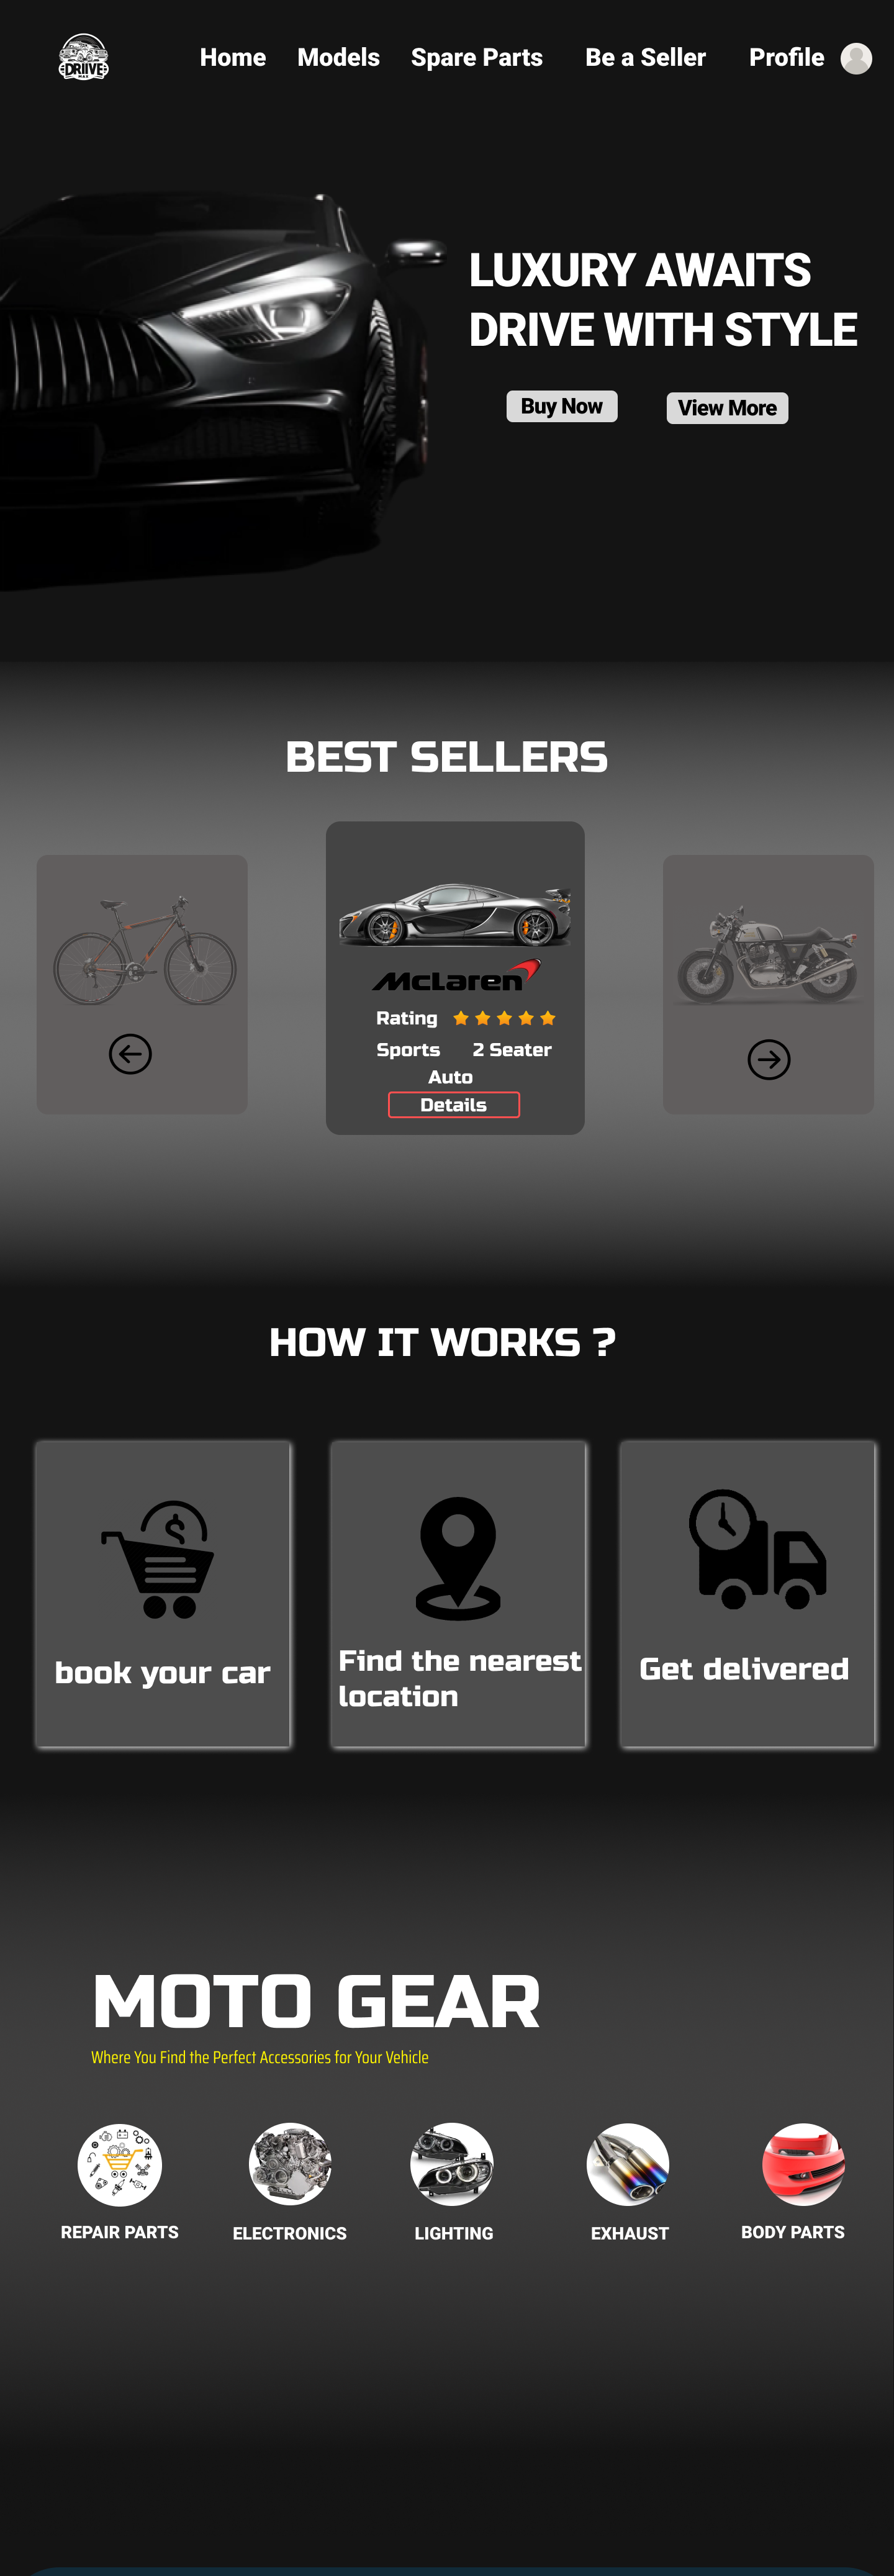 DRIIVE
Home Models Spare Parts Be a Seller Profile
LUXURY AWAITS
DRIVE WITH STYLE
Buy Now View More
BEST SELLERS
McLaren
Rating
Sports 2 Seater
Auto
Details
HOW IT WORKS ?
book your car
Find the nearest
location
Get delivered
MOTO GEAR
Where You Find the Perfect Accessories for Your Vehicle
REPAIR PARTS ELECTRONICS LIGHTING EXHAUST BODY PARTS